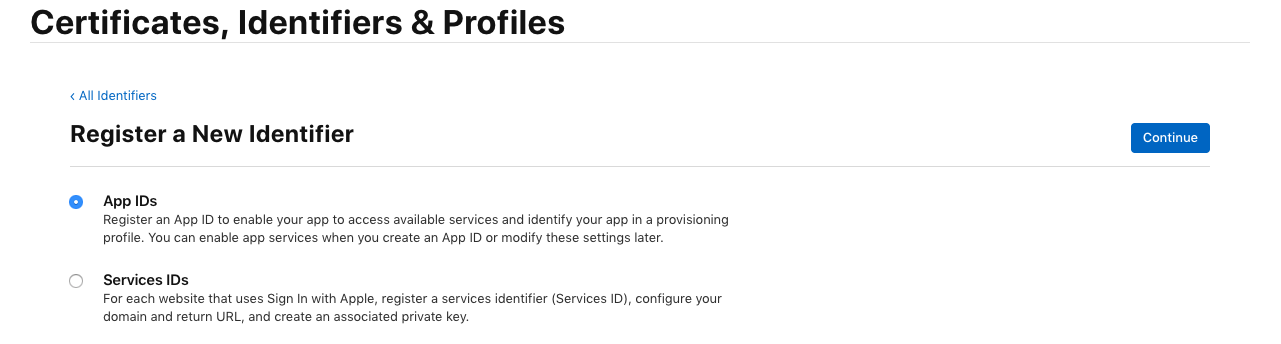 Certificates, Identifiers & Profiles
‹ All Identifiers
Register a New Identifier
Continue
App IDs
Register an App ID to enable your app to access available services and identify your app in a provisioning
profile. You can enable app services when you create an App ID or modify these settings later.
Services IDs
For each website that uses Sign In with Apple, register a services identifier (Services ID), configure your
domain and return URL, and create an associated private key.